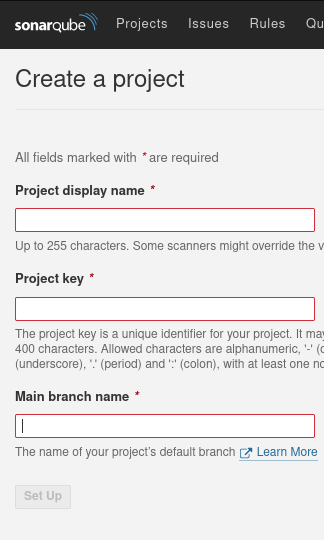 sonarqube Projects Issues Rules Qu
Create a project
All fields marked with * are required
Project display name *
Up to 255 characters. Some scanners might override the v
Project key *
The project key is a unique identifier for your project. It may
400 characters. Allowed characters are alphanumeric, '-' (d
(underscore), '.' (period) and ':' (colon), with at least one no
Main branch name *
The name of your project's default branch Learn More
Set Up